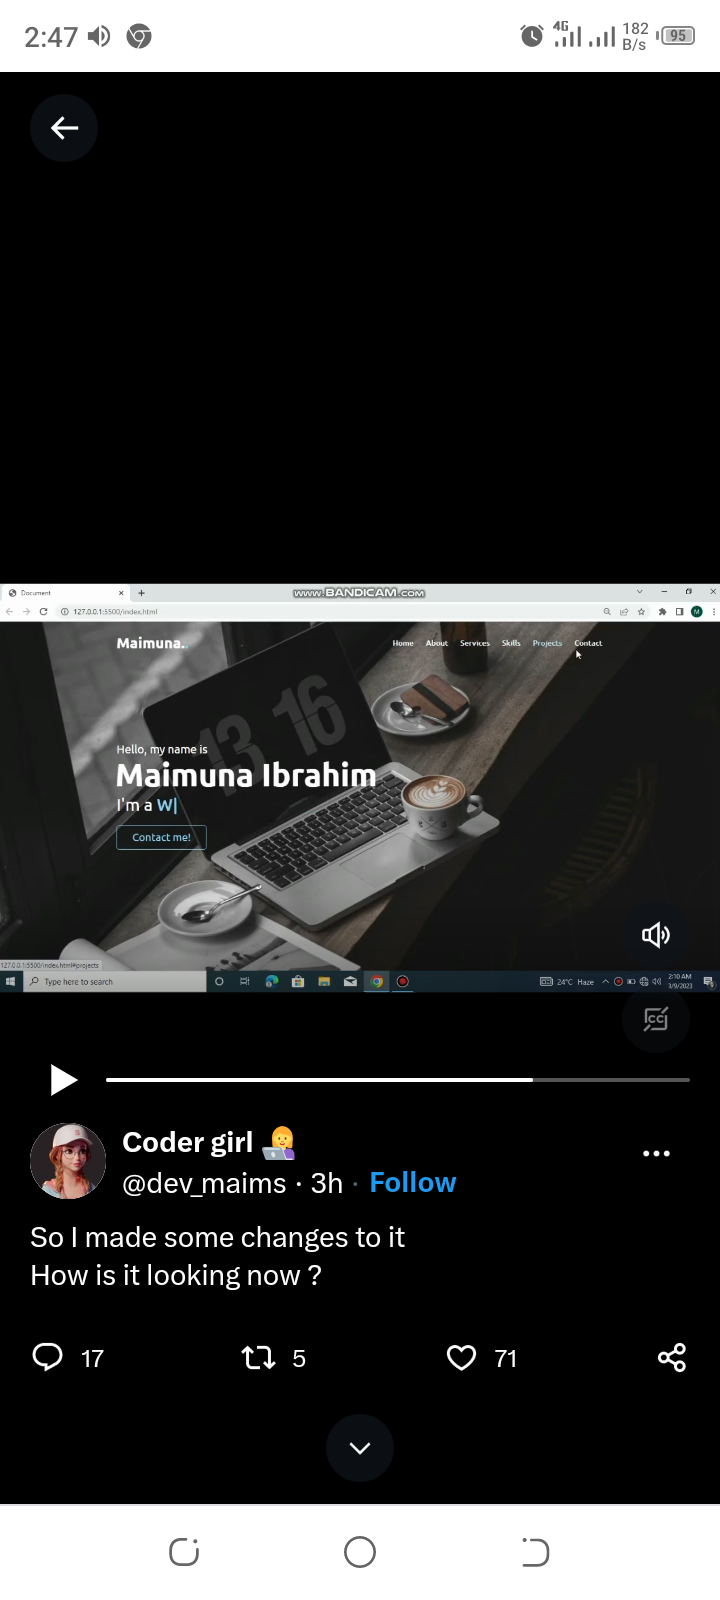 2:47
4G
182
B/s
95
Document
WWW.BANDICAM.COM
127.0.0.1:5500/index.html
M
Maimuna.
Home About Services Skills Projects Contact
13 16
Hello, my name is
Maimuna Ibrahim
I'm a W|
Contact me!
127.0.0.1:5500/index.html#projects
Type here to search
24°C Haze
2:10 AM
3/9/2023
CC
Coder girl
@dev_maims · 3h · Follow
So I made some changes to it
How is it looking now ?
17
5
71